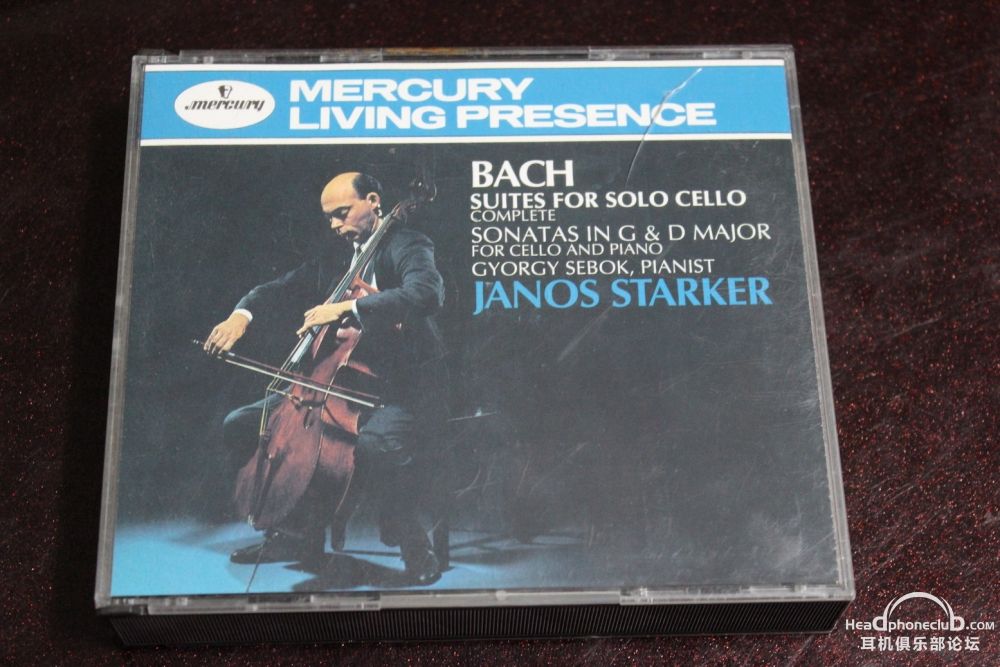 mercury
MERCURY
LIVING PRESENCE
BACH
SUITES FOR SOLO CELLO
COMPLETE
SONATAS IN G & D MAJOR
FOR CELLO AND PIANO
GYORGY SEBOK, PIANIST
JANOS STARKER
HeadphoneclUb.com
耳机俱乐部论坛